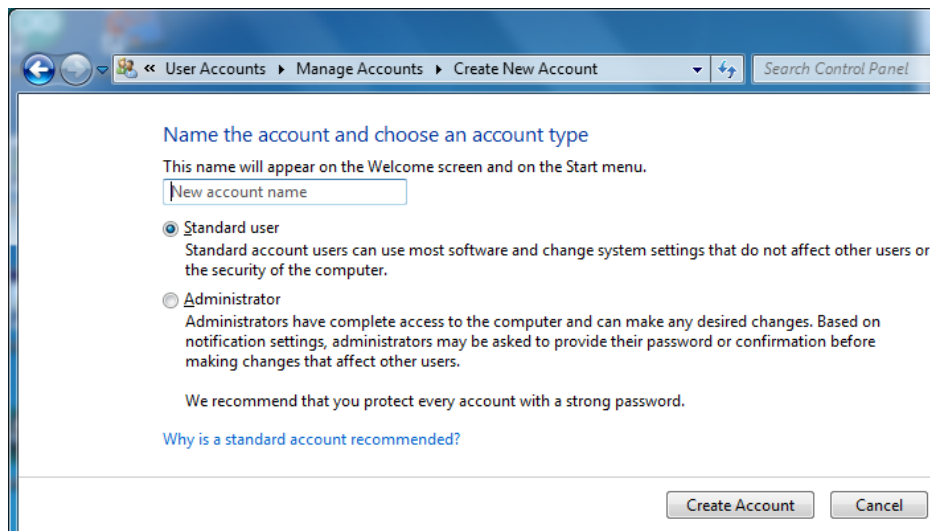 « User Accounts Manage Accounts Create New Account Search Control Panel
Name the account and choose an account type
This name will appear on the Welcome screen and on the Start menu.
New account name
Standard user
Standard account users can use most software and change system settings that do not affect other users or
the security of the computer.
Administrator
Administrators have complete access to the computer and can make any desired changes. Based on
notification settings, administrators may be asked to provide their password or confirmation before
making changes that affect other users.
We recommend that you protect every account with a strong password.
Why is a standard account recommended?
Create Account Cancel